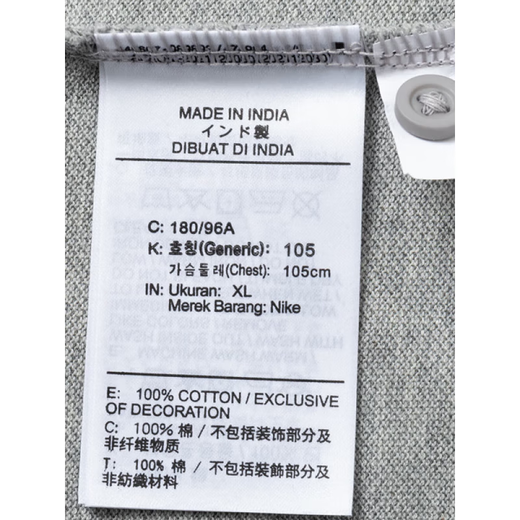 MADE IN INDIA
インド製
DIBUAT DI INDIA
C: 180/96A
K: 호칭(Generic): 105
가슴둘레(Chest): 105cm
IN: Ukuran: XL
Merek Barang: Nike
E: 100% COTTON / EXCLUSIVE
OF DECORATION
C: 100% 棉 / 不包括装饰部分及
非纤维物质
T: 100% 棉 / 不包括裝飾部分及
非紡織材料